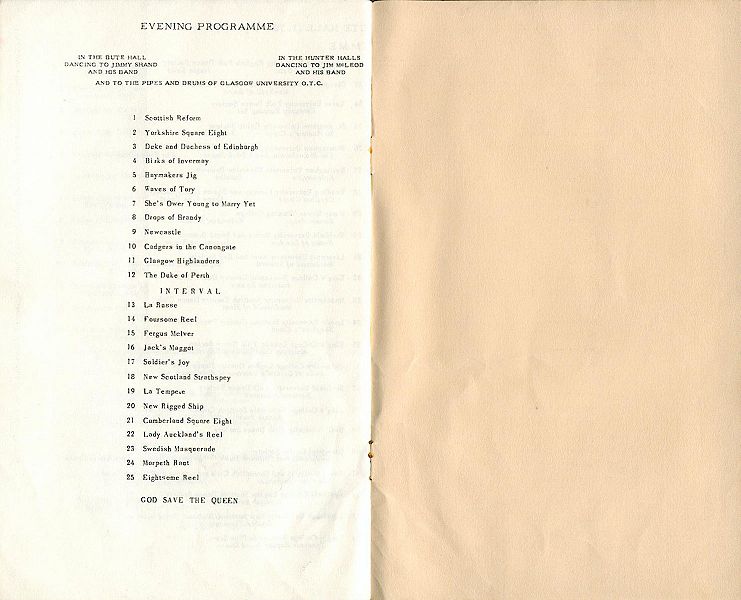 EVENING PROGRAMME
IN THE BUTE HALL
DANCING TO JIMMY SHAND
AND HIS BAND
IN THE HUNTER HALLS
DANCING TO JIM McLEOD
AND HIS BAND
AND TO THE PIPES AND DRUMS OF GLASGOW UNIVERSITY O.T.C.
1 Scottish Reform
2 Yorkshire Square Eight
3 Duke and Duchess of Edinburgh
4 Birks of Invermay
5 Haymakers Jig
6 Waves of Tory
7 She's Ower Young to Marry Yet
8 Drops of Brandy
9 Newcastle
10 Cadgers in the Canongate
11 Glasgow Highlanders
12 The Duke of Perth
INTERVAL
13 La Russe
14 Foursome Reel
15 Fergus McIver
16 Jack's Maggot
17 Soldier's Joy
18 New Scotland Strathspey
19 La Tempete
20 New Rigged Ship
21 Cumberland Square Eight
22 Lady Auckland's Reel
23 Swedish Masquerade
24 Morpeth Rant
25 Eightsome Reel
GOD SAVE THE QUEEN